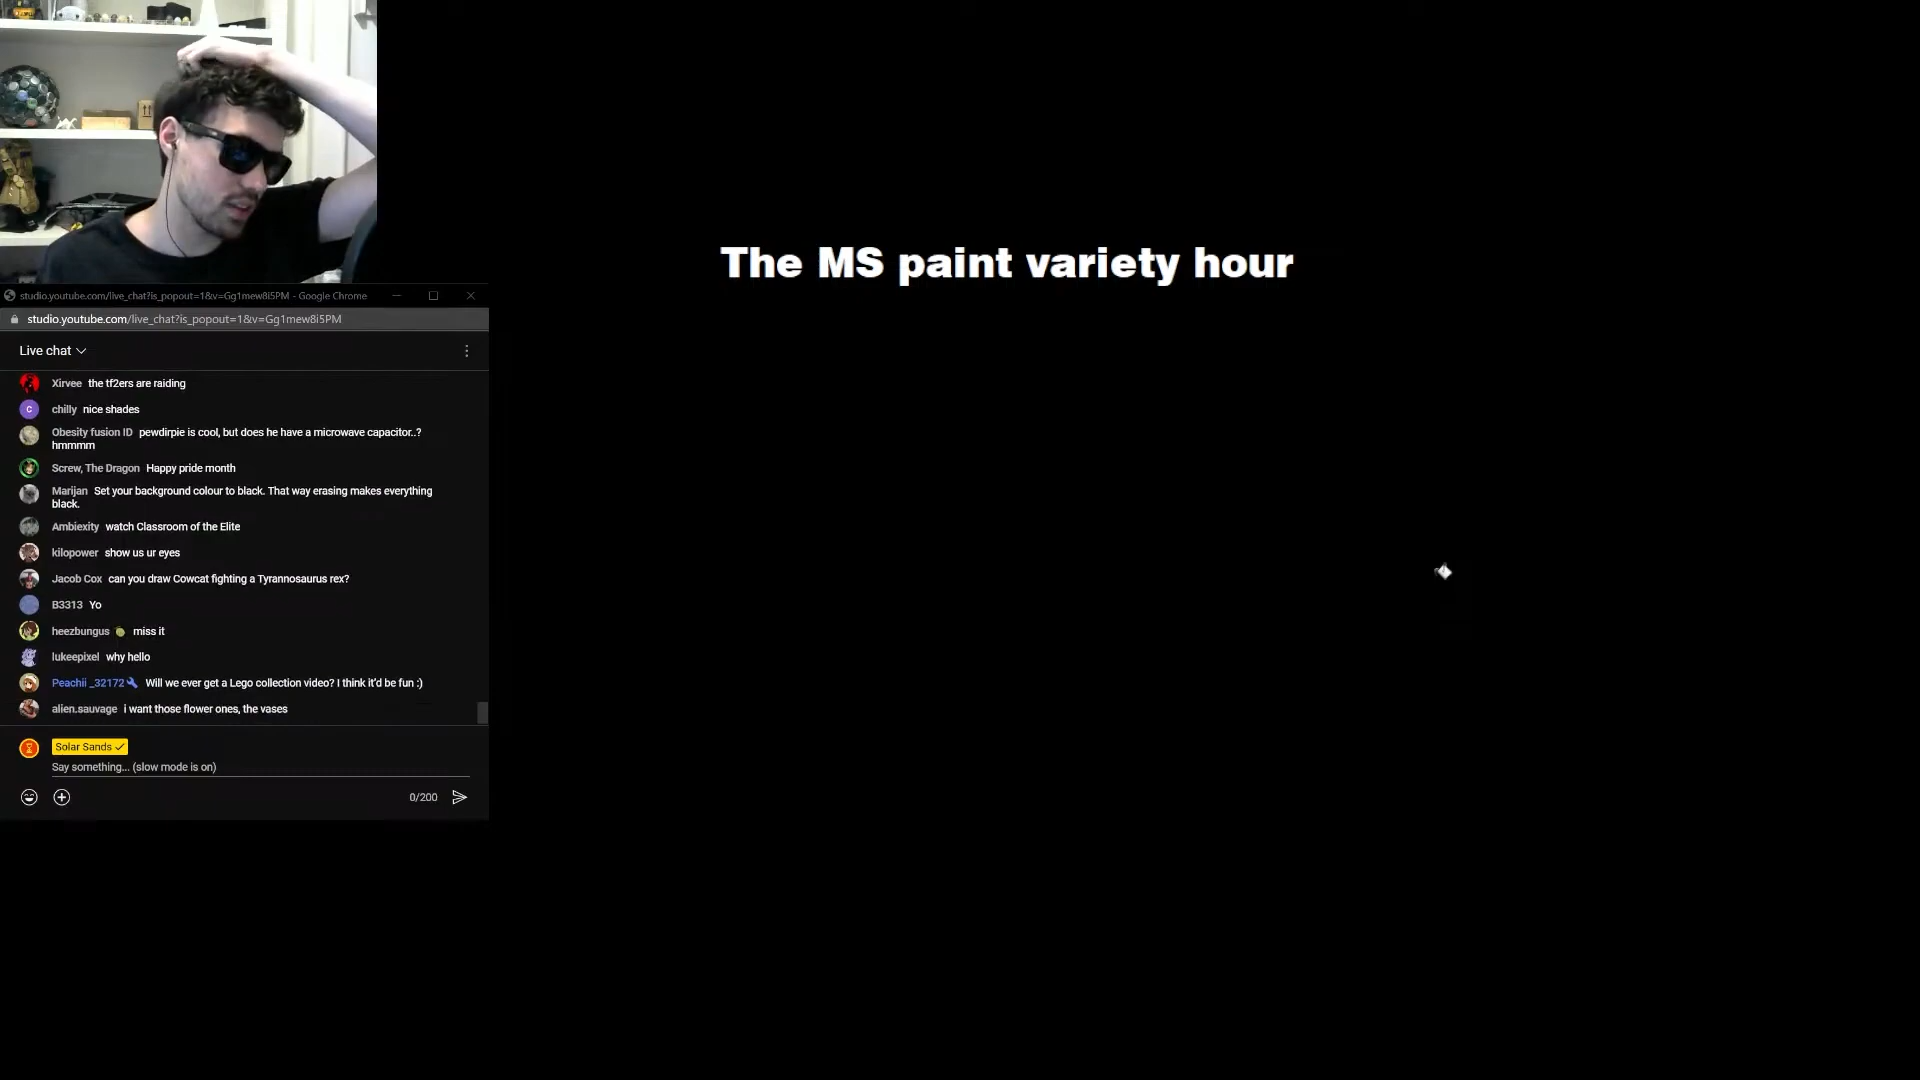 The MS paint variety hour
studio.youtube.com/live_chat?is_popout=1&v=Gg1mew8i5PM - Google Chrome
studio.youtube.com/live_chat?is_popout=1&v=Gg1mew8i5PM
Live chat
Xirvee the tf2ers are raiding
C chilly nice shades
Obesity fusion ID pewdirpie is cool, but does he have a microwave capacitor..?
hmmmm
Screw, The Dragon Happy pride month
Marijan Set your background colour to black. That way erasing makes everything
black.
Ambiexity watch Classroom of the Elite
kilopower show us ur eyes
Jacob Cox can you draw Cowcat fighting a Tyrannosaurus rex?
B3313 Yo
heezbungus miss it
lukeepixel why hello
Peachii _32172 Will we ever get a Lego collection video? I think it'd be fun :)
alien.sauvage i want those flower ones, the vases
Solar Sands
Say something... (slow mode is on)
0/200